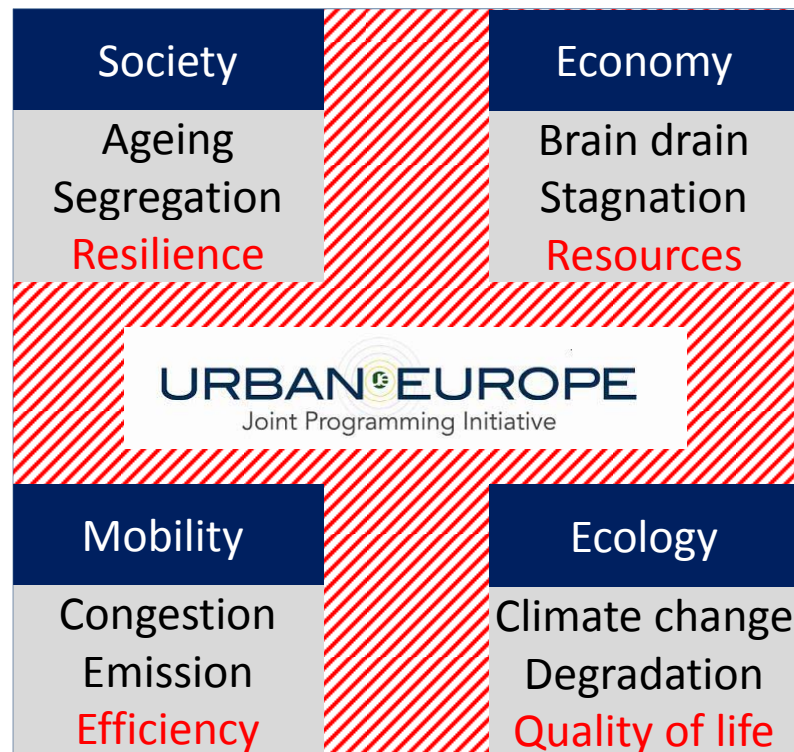 Society
Ageing
Segregation
Resilience
Economy
Brain drain
Stagnation
Resources
URBAN EUROPE
Joint Programming Initiative
Mobility
Congestion
Emission
Efficiency
Ecology
Climate change
Degradation
Quality of life